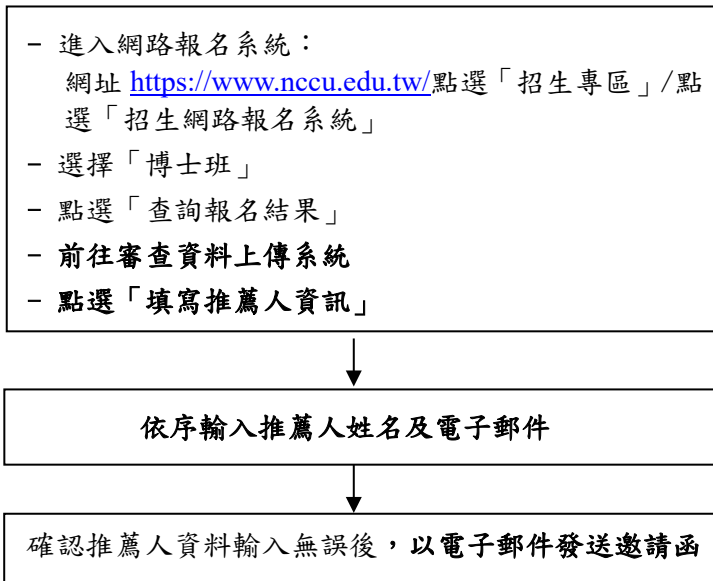 – 進入網路報名系統：
網址 https://www.nccu.edu.tw/點選「招生專區」/點
選「招生網路報名系統」
– 選擇「博士班」
– 點選「查詢報名結果」
– 前往審查資料上傳系統
– 點選「填寫推薦人資訊」
依序輸入推薦人姓名及電子郵件
確認推薦人資料輸入無誤後，以電子郵件發送邀請函